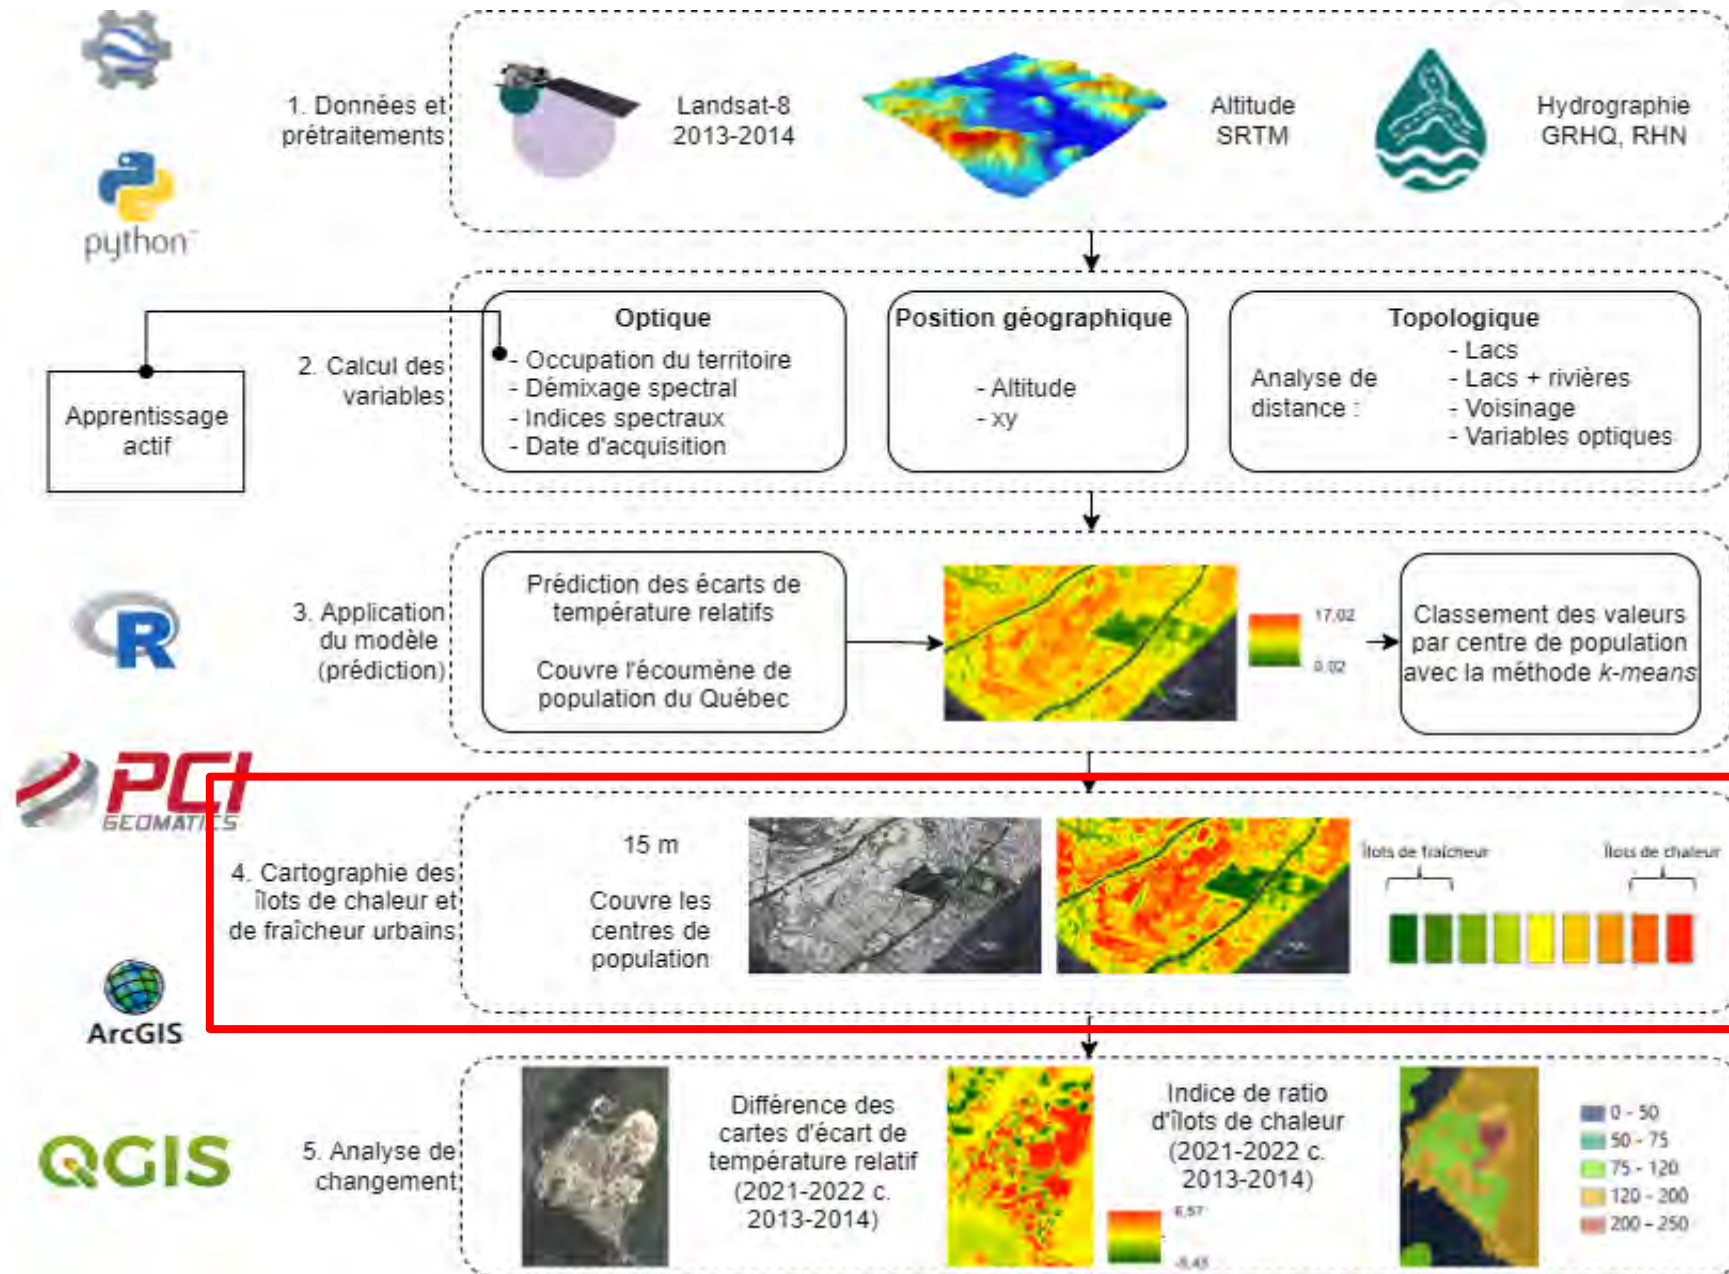 1. Données et
prétraitements
Landsat-8
2013-2014
Altitude
SRTM
Hydrographie
GRHQ, RHN
python
2. Calcul des
variables
Apprentissage
actif
Optique
- Occupation du territoire
- Démixage spectral
- Indices spectraux
- Date d'acquisition
Position géographique
- Altitude
- xy
Topologique
Analyse de
distance :
- Lacs
- Lacs + rivières
- Voisinage
- Variables optiques
R
3. Application
du modèle
(prédiction)
Prédiction des écarts de
température relatifs
Couvre l'écoumène de
population du Québec
17,02
0,02
Classement des valeurs
par centre de population
avec la méthode k-means
PCI
GEOMATICS
4. Cartographie des
îlots de chaleur et
de fraîcheur urbains
15 m
Couvre les
centres de
population
Îlots de fraîcheur
Îlots de chaleur
ArcGIS
QGIS
5. Analyse de
changement
Différence des
cartes d'écart de
température relatif
(2021-2022 c.
2013-2014)
6,57
Indice de ratio
d'îlots de chaleur
(2021-2022 c.
2013-2014)
0 - 50
50 - 75
75 - 120
120 - 200
200 - 250